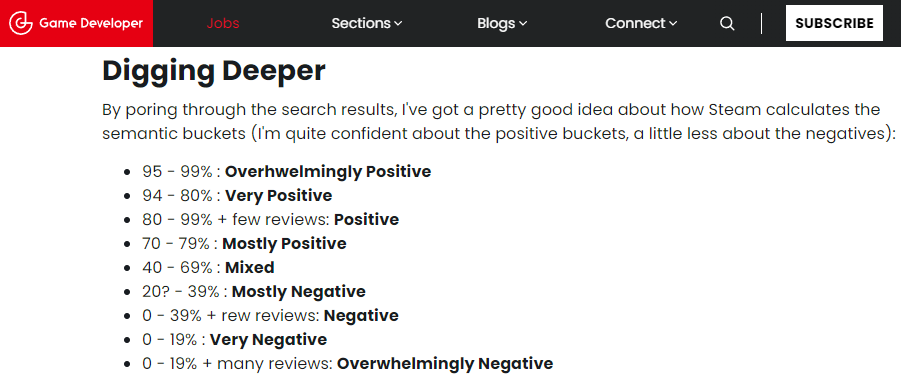 Game Developer
Jobs
Sections
Blogs
Connect
SUBSCRIBE
Digging Deeper
By poring through the search results, I've got a pretty good idea about how Steam calculates the
semantic buckets (I'm quite confident about the positive buckets, a little less about the negatives):
95 - 99% : Overhwelmingly Positive
94 - 80% : Very Positive
80 - 99% + few reviews: Positive
70 - 79% : Mostly Positive
40 - 69% : Mixed
20? - 39% : Mostly Negative
0 - 39% + few reviews: Negative
0 - 19% : Very Negative
0 - 19% + many reviews: Overwhelmingly Negative